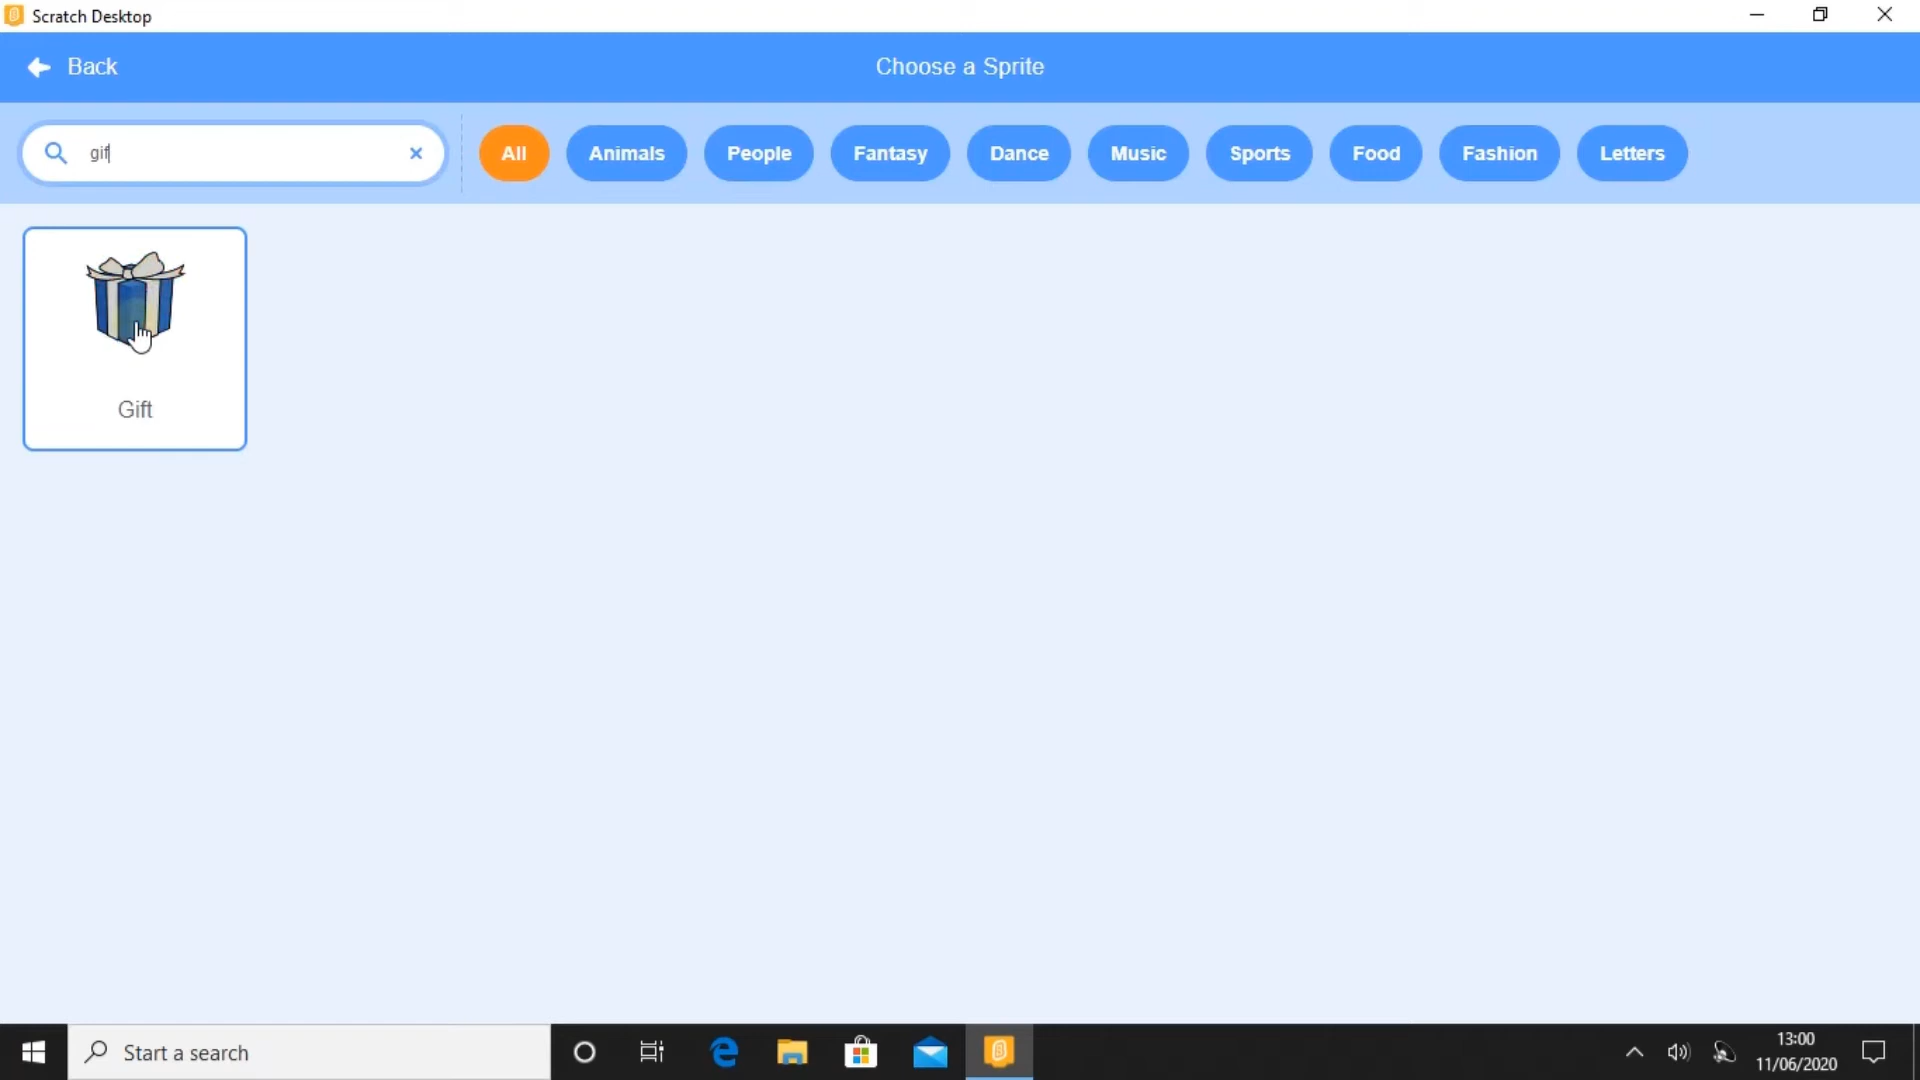 Scratch Desktop
Back
Choose a Sprite
gif
All
Animals
People
Fantasy
Dance
Music
Sports
Food
Fashion
Letters
Gift
Start a search
13:00
11/06/2020